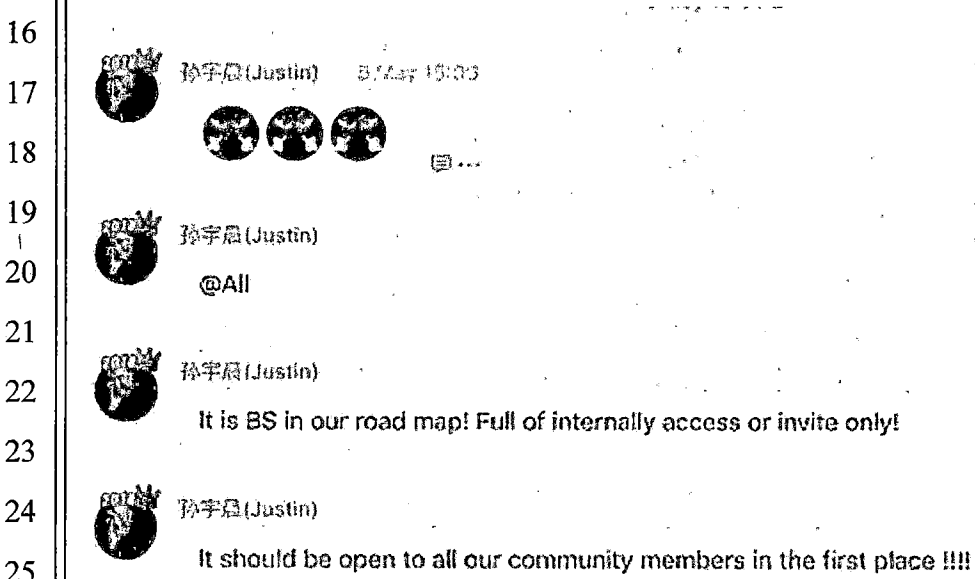 16
孙宇晨(Justin)
17
18
19
孙宇晨(Justin)
20
@All
21
孙宇晨(Justin)
22
It is BS in our road map! Full of internally access or invite only!
23
24
孙宇晨(Justin)
It should be open to all our community members in the first place !!!!
25